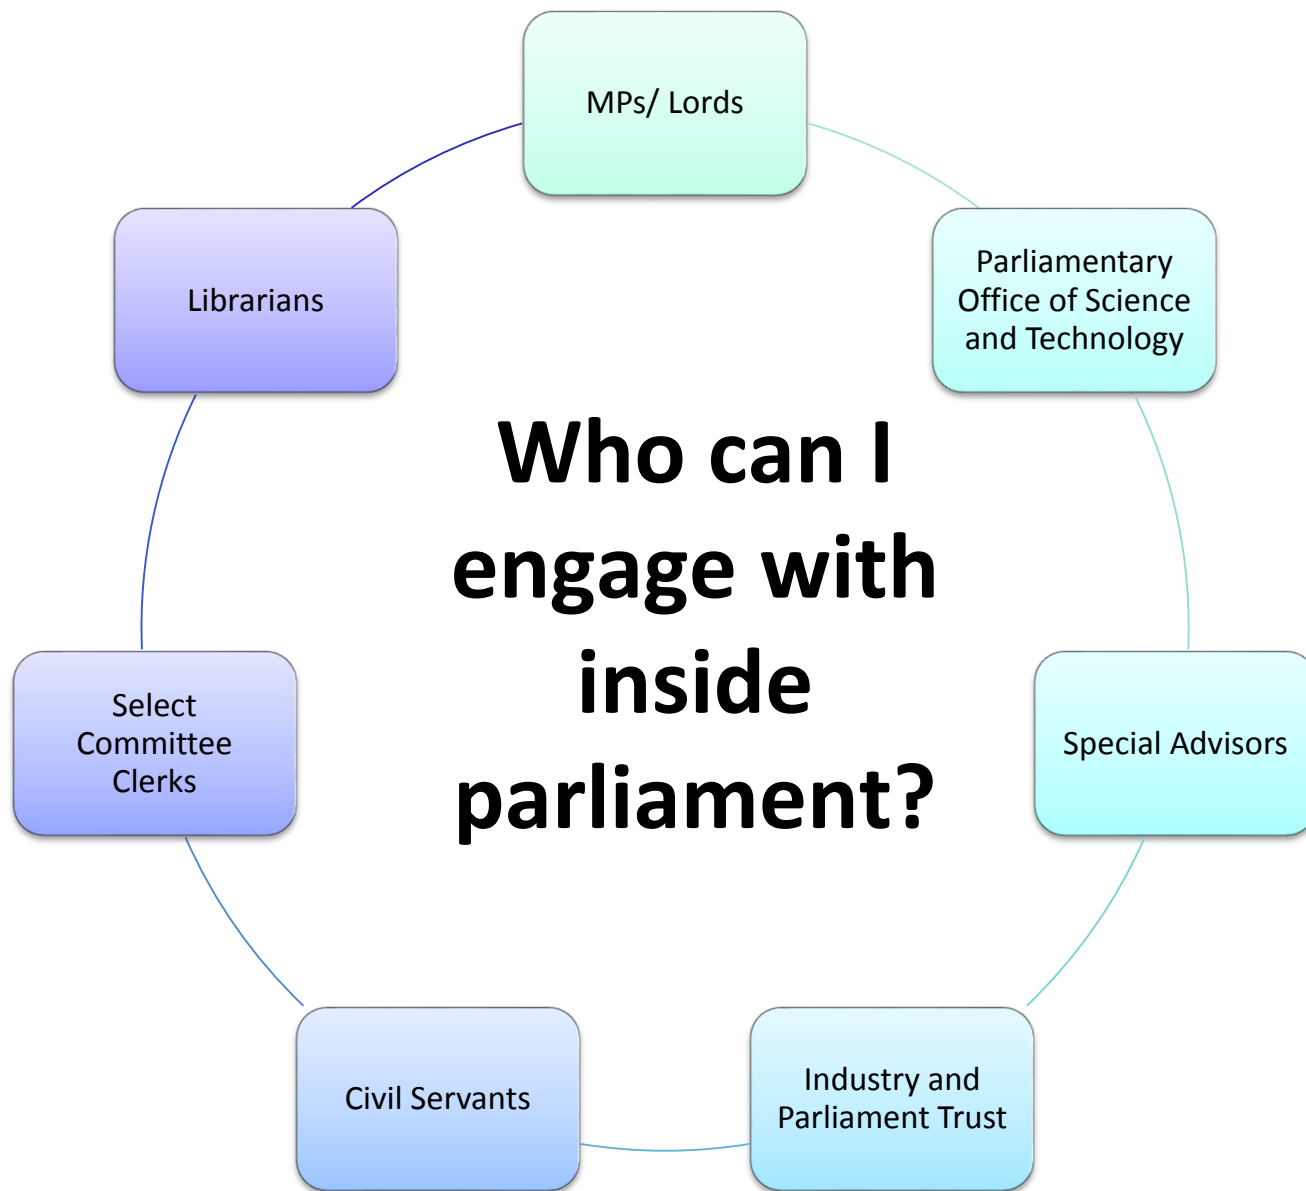 MPs/ Lords
Parliamentary
Office of Science
and Technology
Special Advisors
Industry and
Parliament Trust
Civil Servants
Select
Committee
Clerks
Librarians
Who can I
engage with
inside
parliament?